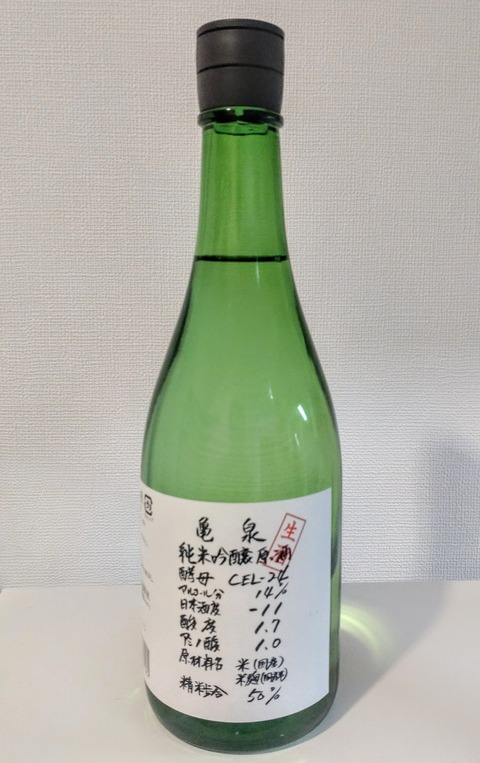 亀泉
生酒
純米吟醸原酒
酵母 CEL-24
アルコール分 14%
日本酒度 -11
酸度 1.7
アミノ酸 1.0
原材料名 米(国産)
米麹(国産米)
精米歩合 50%